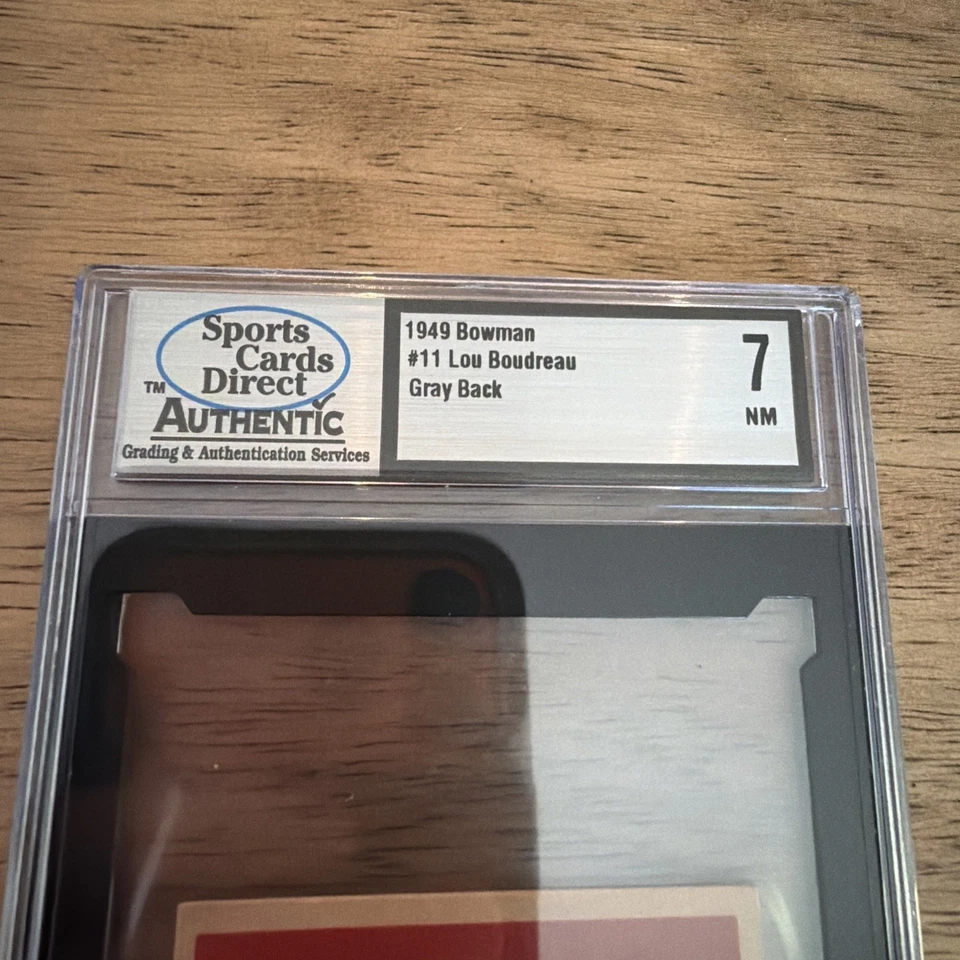 Sports
Cards
Direct
TM
AUTHENTIC
Grading & Authentication Services
1949 Bowman
#11 Lou Boudreau
Gray Back
7
NM